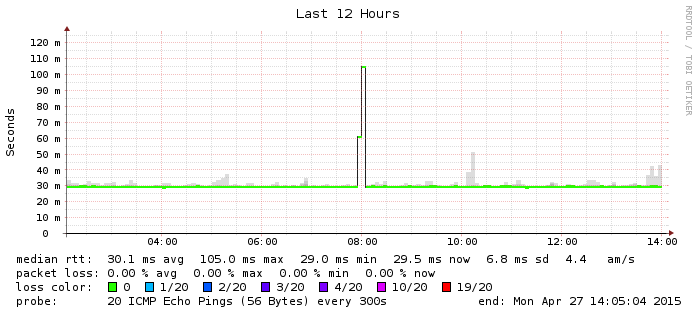 Last 12 Hours
RRDTOOL / TOBI OETIKER
Seconds
120 m
110 m
100 m
90 m
80 m
70 m
60 m
50 m
40 m
30 m
20 m
10 m
0
04:00 06:00 08:00 10:00 12:00 14:00
median rtt: 30.1 ms avg 105.0 ms max 29.0 ms min 29.5 ms now 6.8 ms sd 4.4 am/s
packet loss: 0.00 % avg 0.00 % max 0.00 % min 0.00 % now
loss color: 0 1/20 2/20 3/20 4/20 10/20 19/20
probe: 20 ICMP Echo Pings (56 Bytes) every 300s end: Mon Apr 27 14:05:04 2015